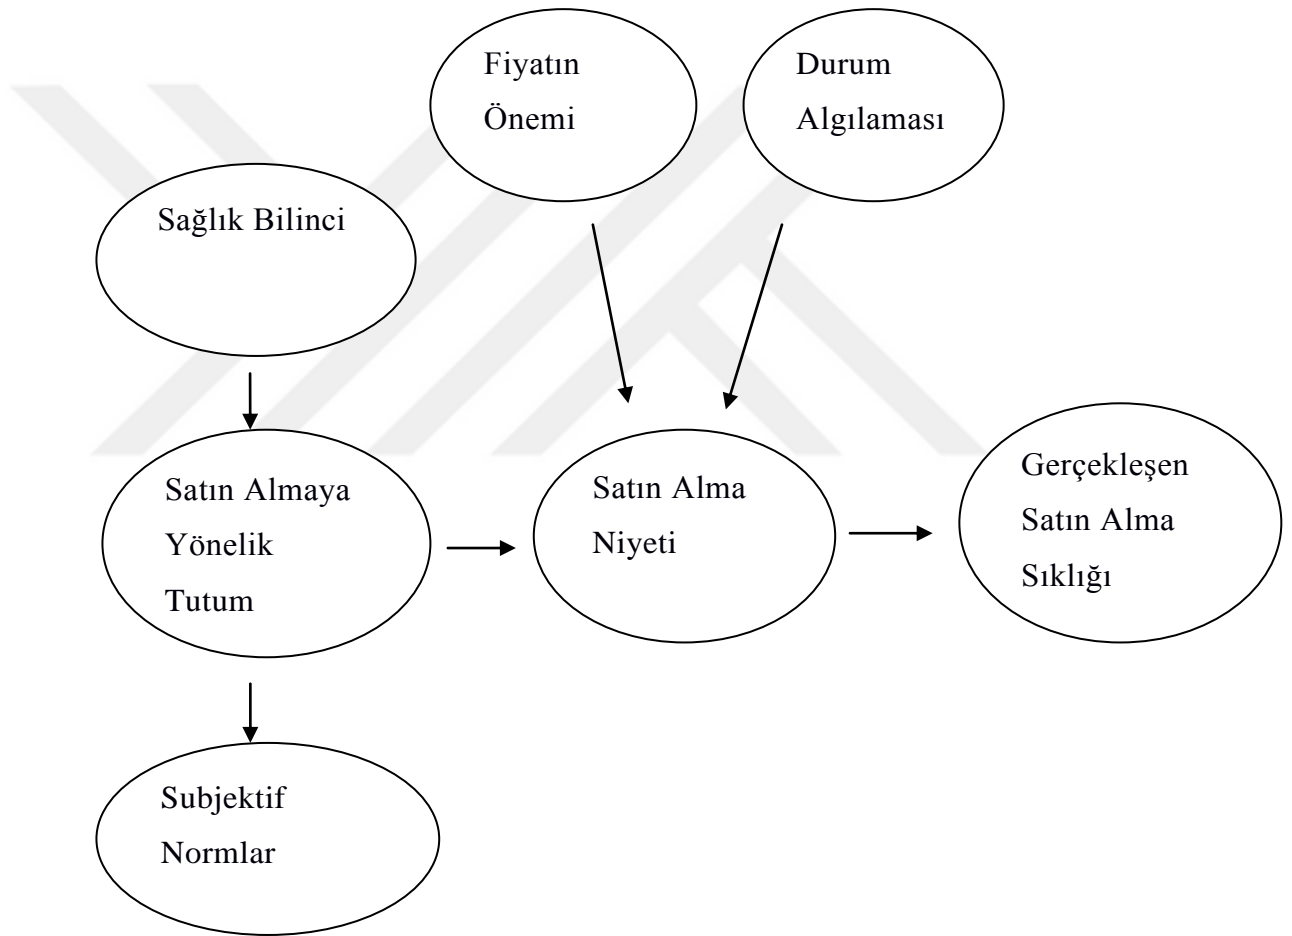 Fiyatın
Önemi
Durum
Algılaması
Sağlık Bilinci
Satın Almaya
Yönelik
Tutum
Satın Alma
Niyeti
Gerçekleşen
Satın Alma
Sıklığı
Subjektif
Normlar